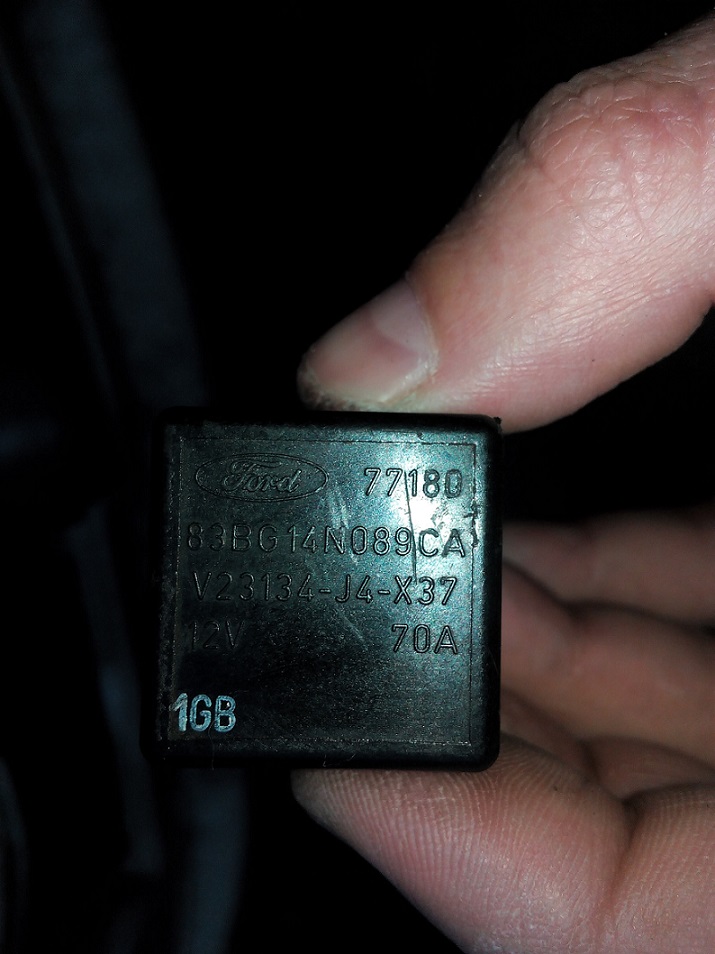 Ford 77180
83BG14N089CA
V23134-J4-X37
12V 70A
1GB